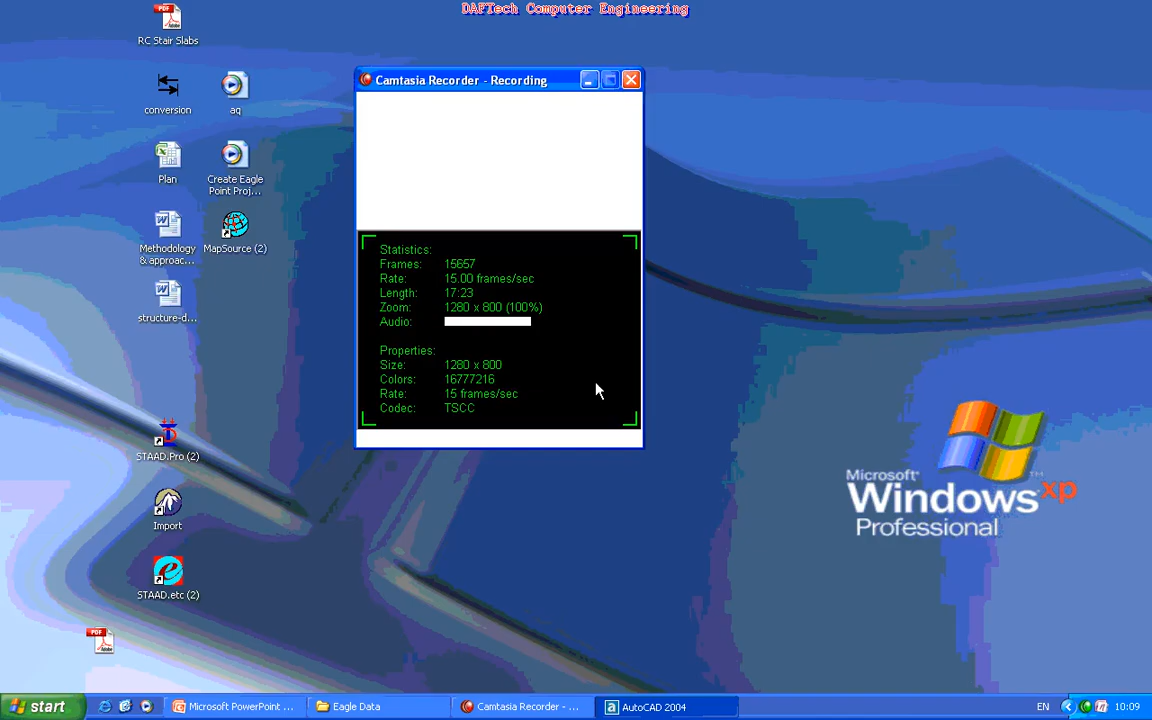 DAFTech Computer Engineering
RC Stair Slabs
conversion
aq
Plan
Create Eagle
Point Proj...
Methodology
& approac...
MapSource (2)
structure-d...
STAAD.Pro (2)
Import
STAAD.etc (2)
Camtasia Recorder - Recording
Statistics:
Frames: 15657
Rate: 15.00 frames/sec
Length: 17:23
Zoom: 1280 x 800 (100%)
Audio:
Properties:
Size: 1280 x 800
Colors: 16777216
Rate: 15 frames/sec
Codec: TSCC
Microsoft
Windows xp
Professional
start
Microsoft PowerPoint ...
Eagle Data
Camtasia Recorder - ...
AutoCAD 2004
EN
10:09